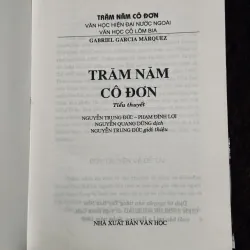 TRĂM NĂM CÔ ĐƠN
VĂN HỌC HIỆN ĐẠI NƯỚC NGOÀI
VĂN HỌC CÔ LÔM BIA
GABRIEL GARCIA MARQUEZ
TRĂM NĂM
CÔ ĐƠN
Tiểu thuyết
NGUYỄN TRUNG ĐỨC - PHẠM ĐÌNH LỢI
NGUYỄN QUANG DŨNG dịch
NGUYỄN TRUNG ĐỨC giới thiệu
NHÀ XUẤT BẢN VĂN HỌC